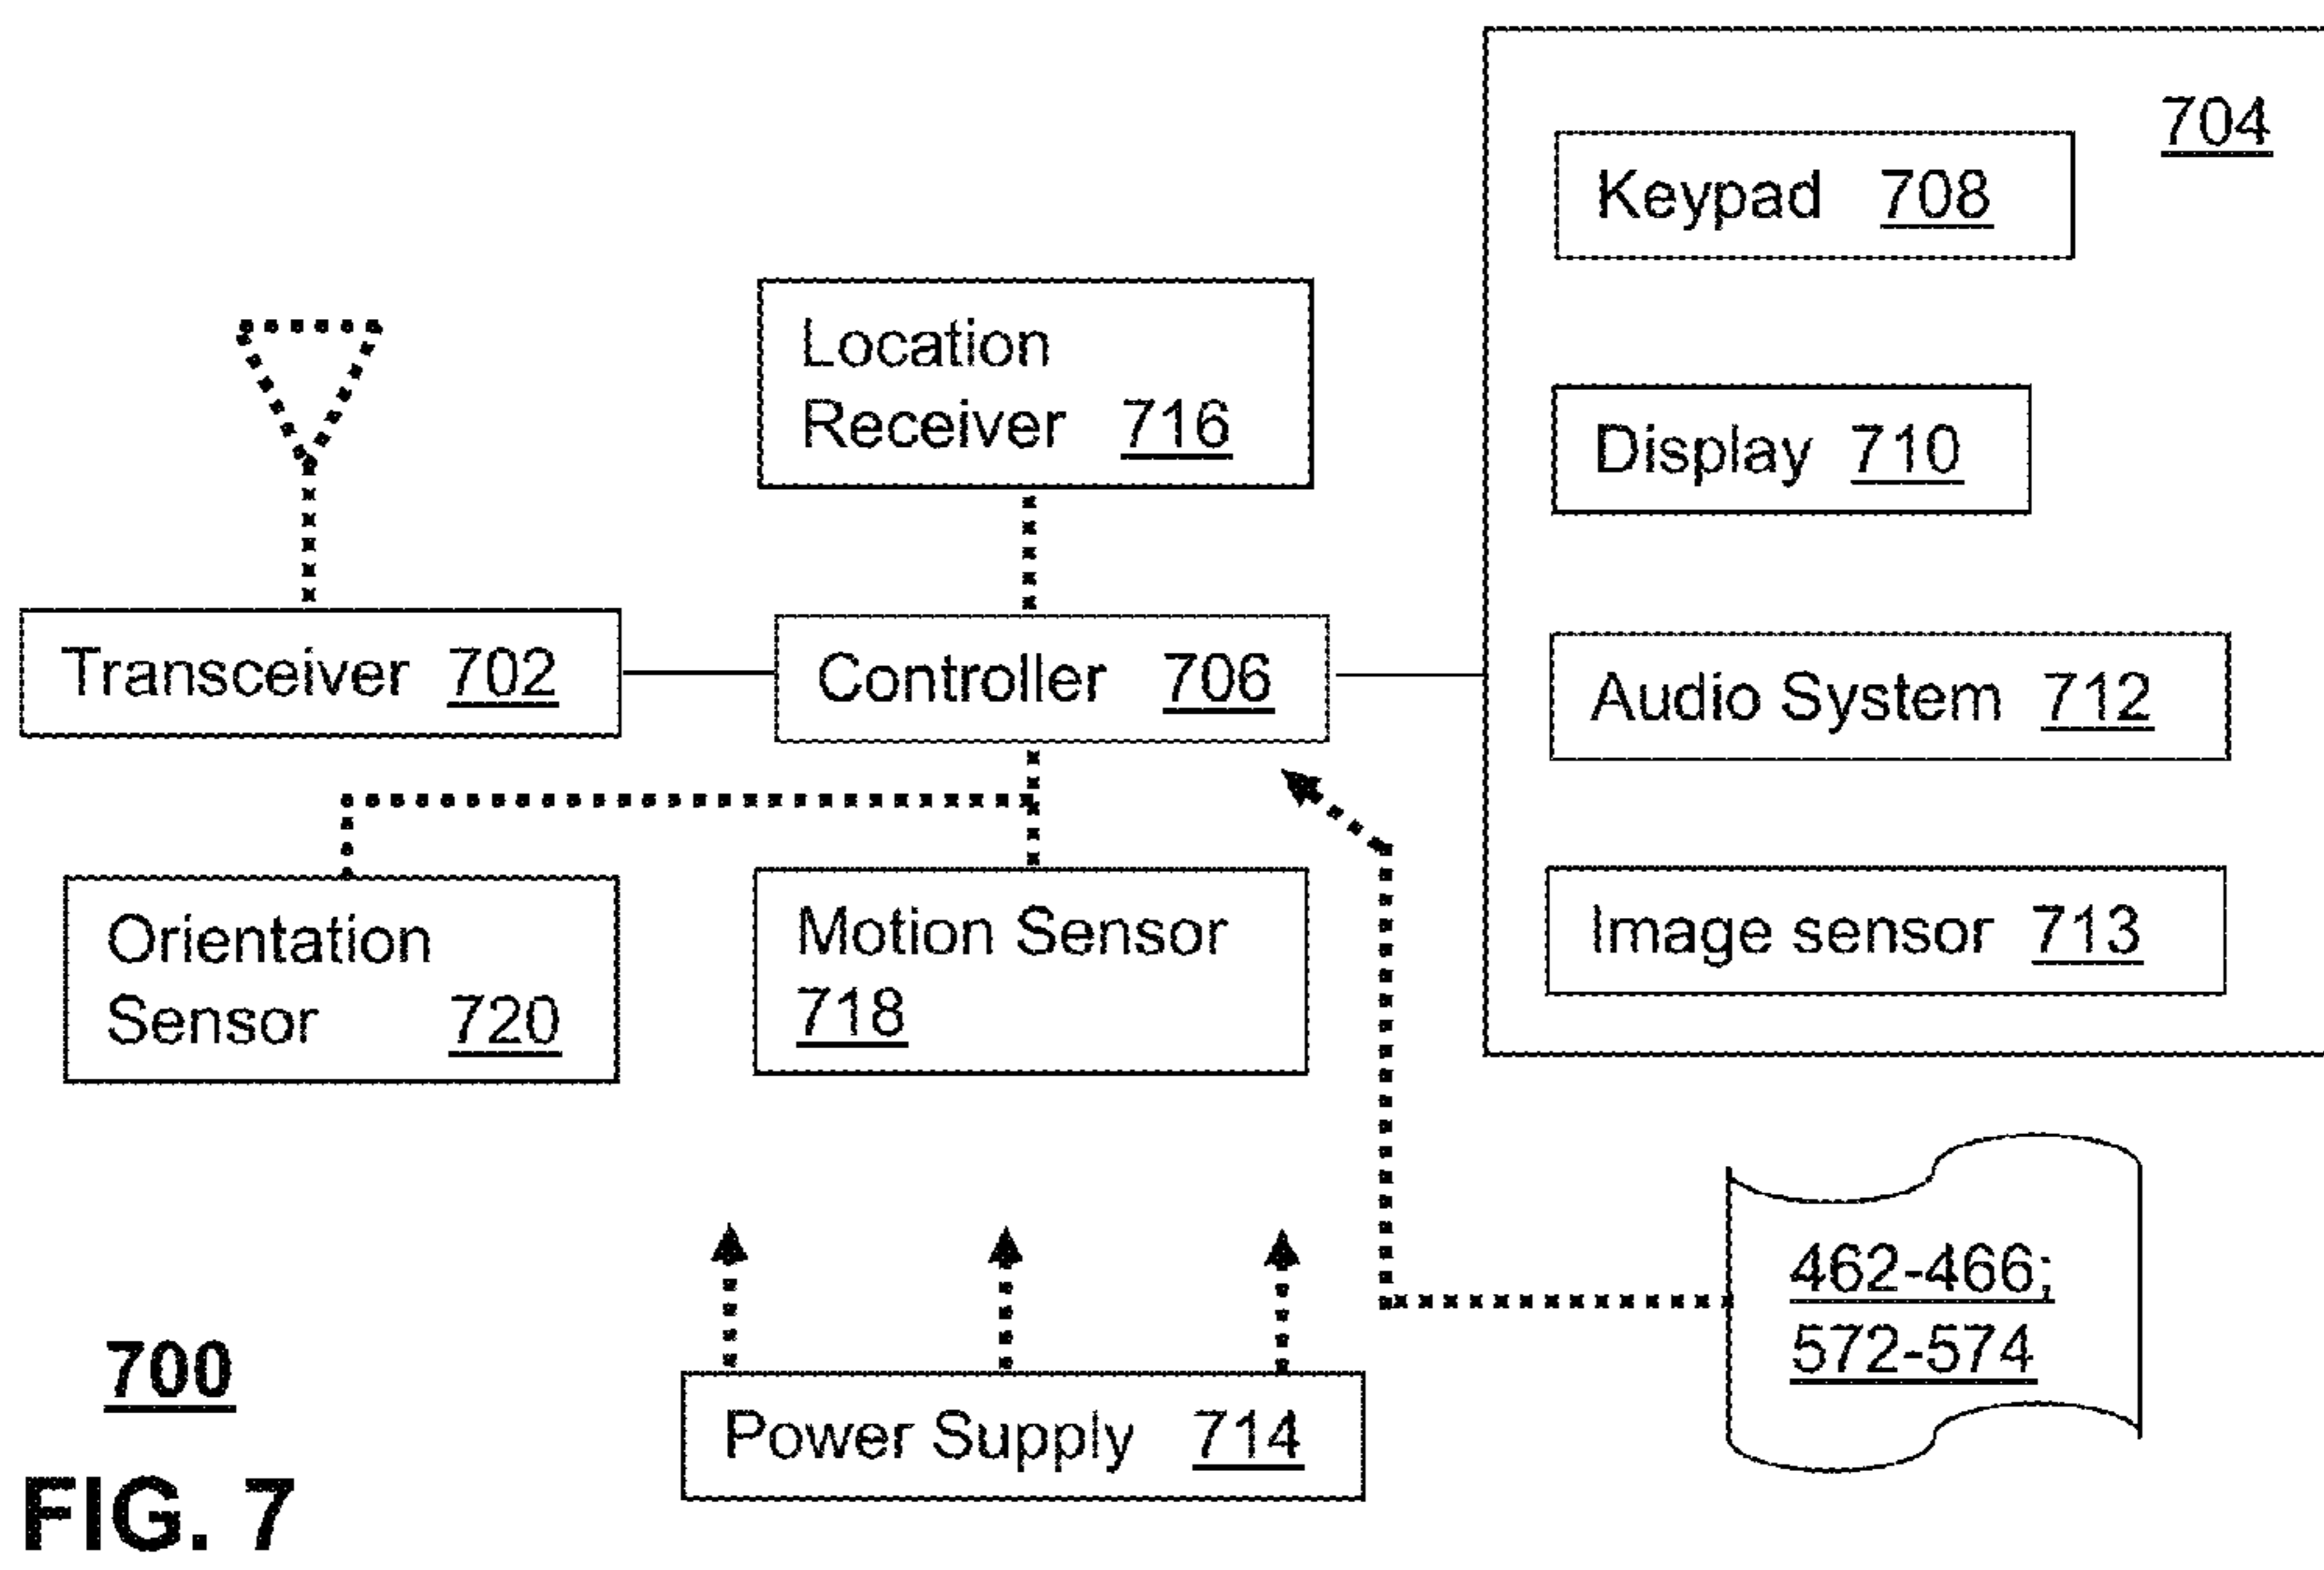 704
Keypad 708
Location
Receiver 716
Display 710
Transceiver 702
Controller 706
Audio System 712
Orientation
Sensor 720
Motion Sensor
718
Image sensor 713
462-466;
572-574
Power Supply 714
700
FIG. 7